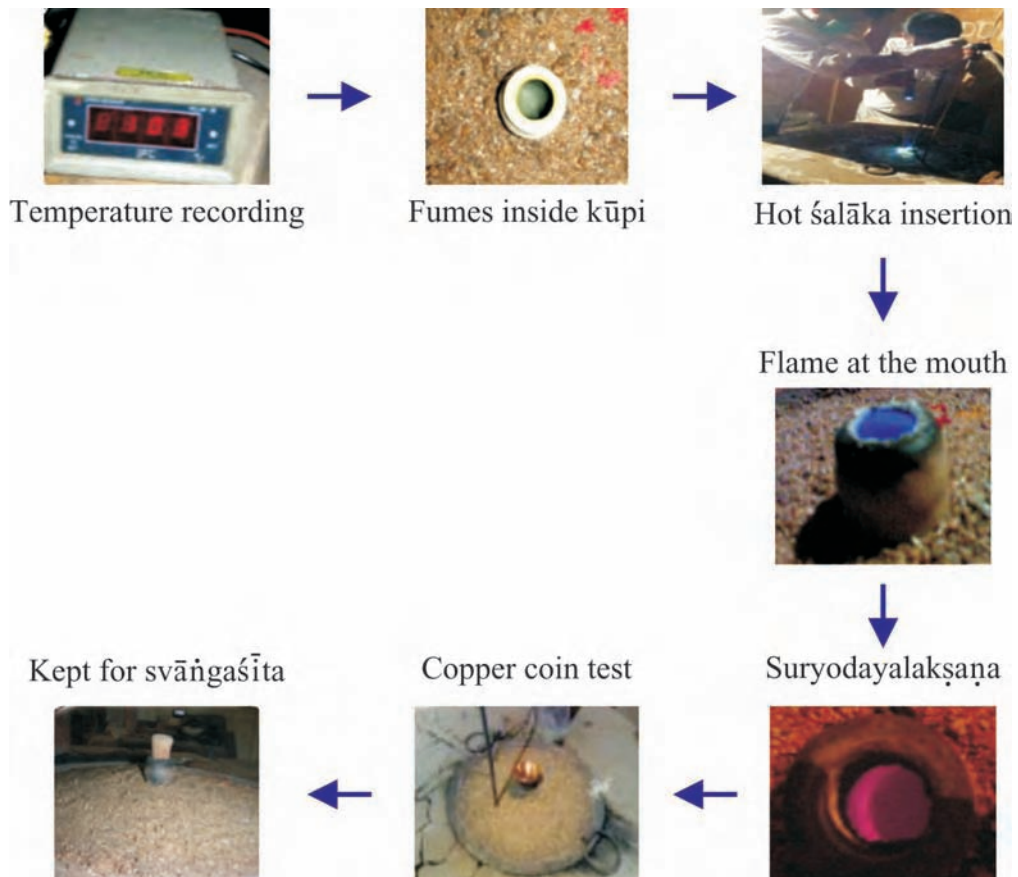 Temperature recording
Fumes inside kūpi
Hot śalāka insertion
Flame at the mouth
Suryodayalakṣaṇa
Copper coin test
Kept for svāṅgaśīta